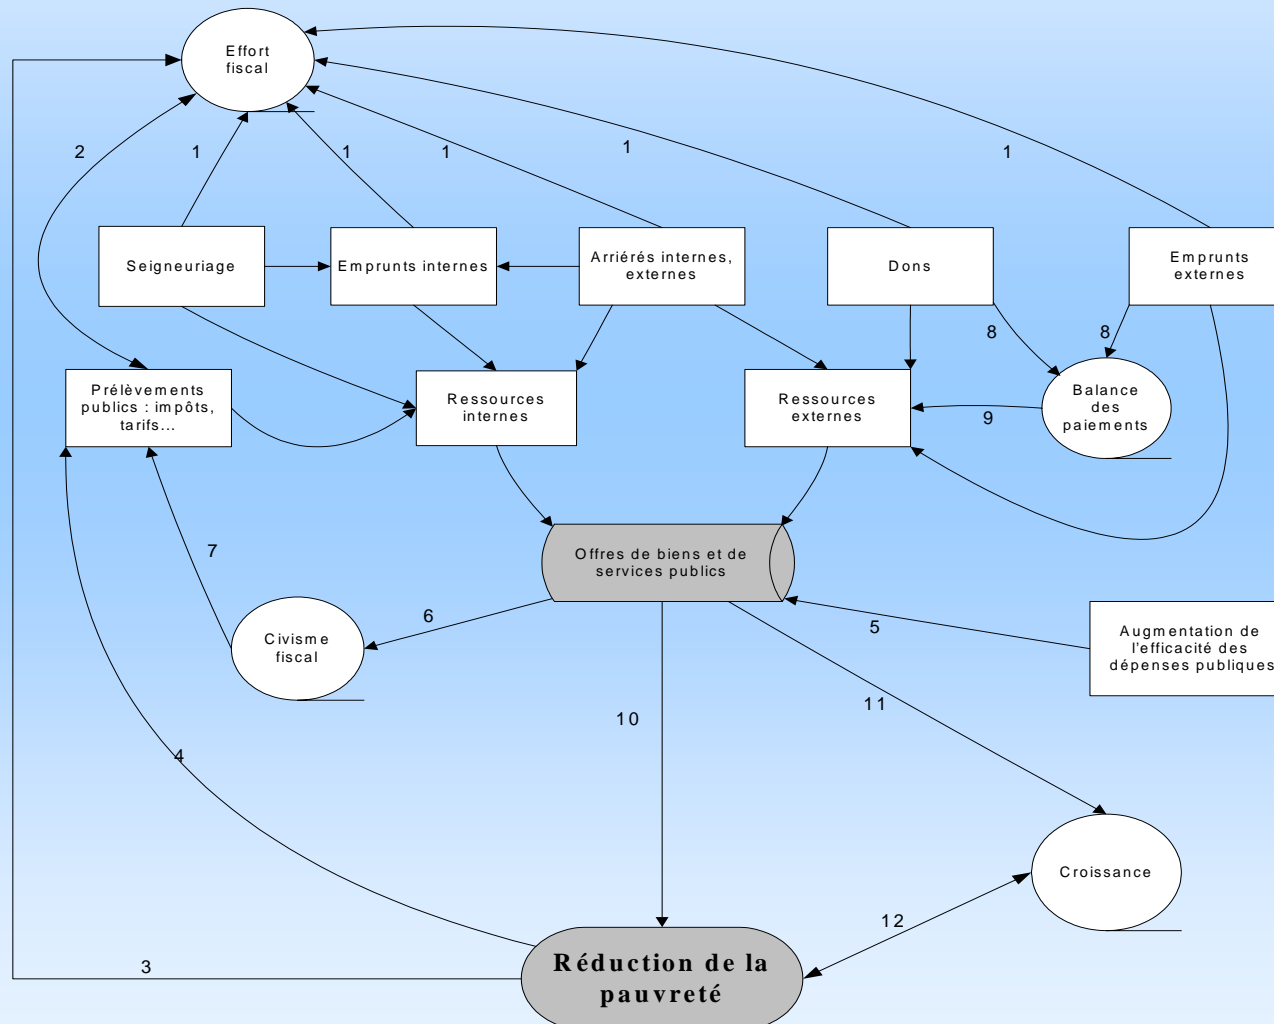 Effort
fiscal
2
1
1
1
1
1
Seigneuriage
Emprunts internes
Arriérés internes,
externes
Dons
Emprunts
externes
8
8
Prélèvements
publics : impôts,
tarifs...
Ressources
internes
Ressources
externes
9
Balance
des
paiements
7
Offres de biens et de
services publics
6
5
Civisme
fiscal
Augmentation de
l'efficacité des
dépenses publiques
10
11
4
Croissance
12
3
Réduction de la
pauvreté